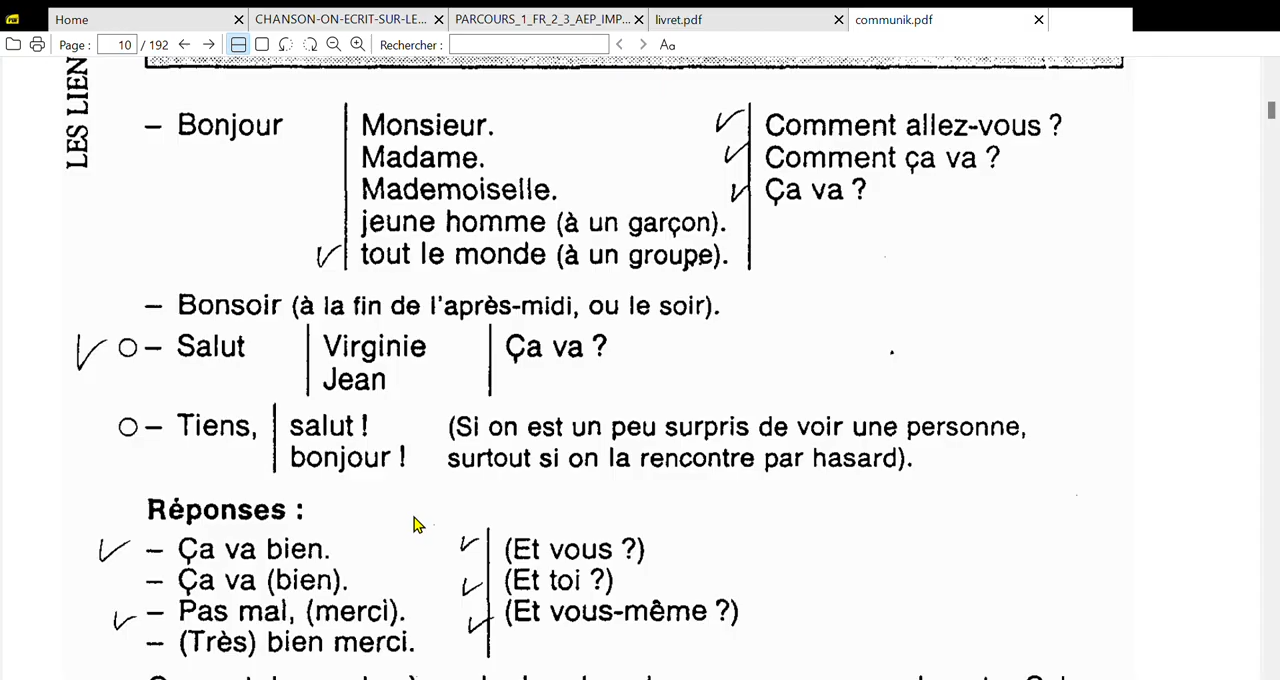 Home CHANSON-ON-ECRIT-SUR-LE... PARCOURS_1_FR_2_3_AEP_IMP... livret.pdf communik.pdf
Page : 10 / 192 Rechercher : Aa
LES LIEN
– Bonjour Monsieur. Comment allez-vous ?
Madame. Comment ça va ?
Mademoiselle. Ça va ?
jeune homme (à un garçon).
tout le monde (à un groupe).
– Bonsoir (à la fin de l'après-midi, ou le soir).
○– Salut Virginie Ça va ?
Jean
○– Tiens, salut ! (Si on est un peu surpris de voir une personne,
bonjour ! surtout si on la rencontre par hasard).
Réponses :
– Ça va bien. (Et vous ?)
– Ça va (bien). (Et toi ?)
– Pas mal, (merci). (Et vous-même ?)
– (Très) bien merci.